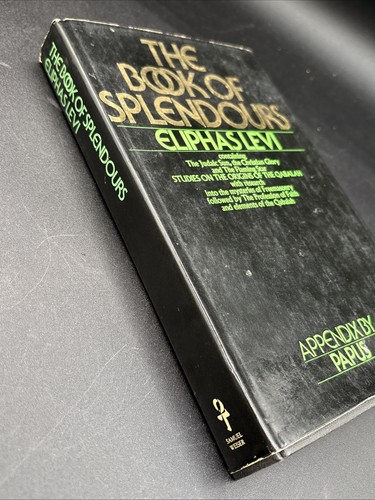 THE
BOOK OF
SPLENDOURS
ELIPHAS LEVI
containing
The Judaic Sun, the Christian Glory
and The Flaming Star
STUDIES ON THE ORIGINS OF THE QABALAH
with research
into the mysteries of Freemasonry
followed by The Profession of Faith
and elements of the Qabalah
APPENDIX BY
PAPUS
THE BOOK OF SPLENDOURS
ELIPHAS LEVI
SAMUEL
WEISER